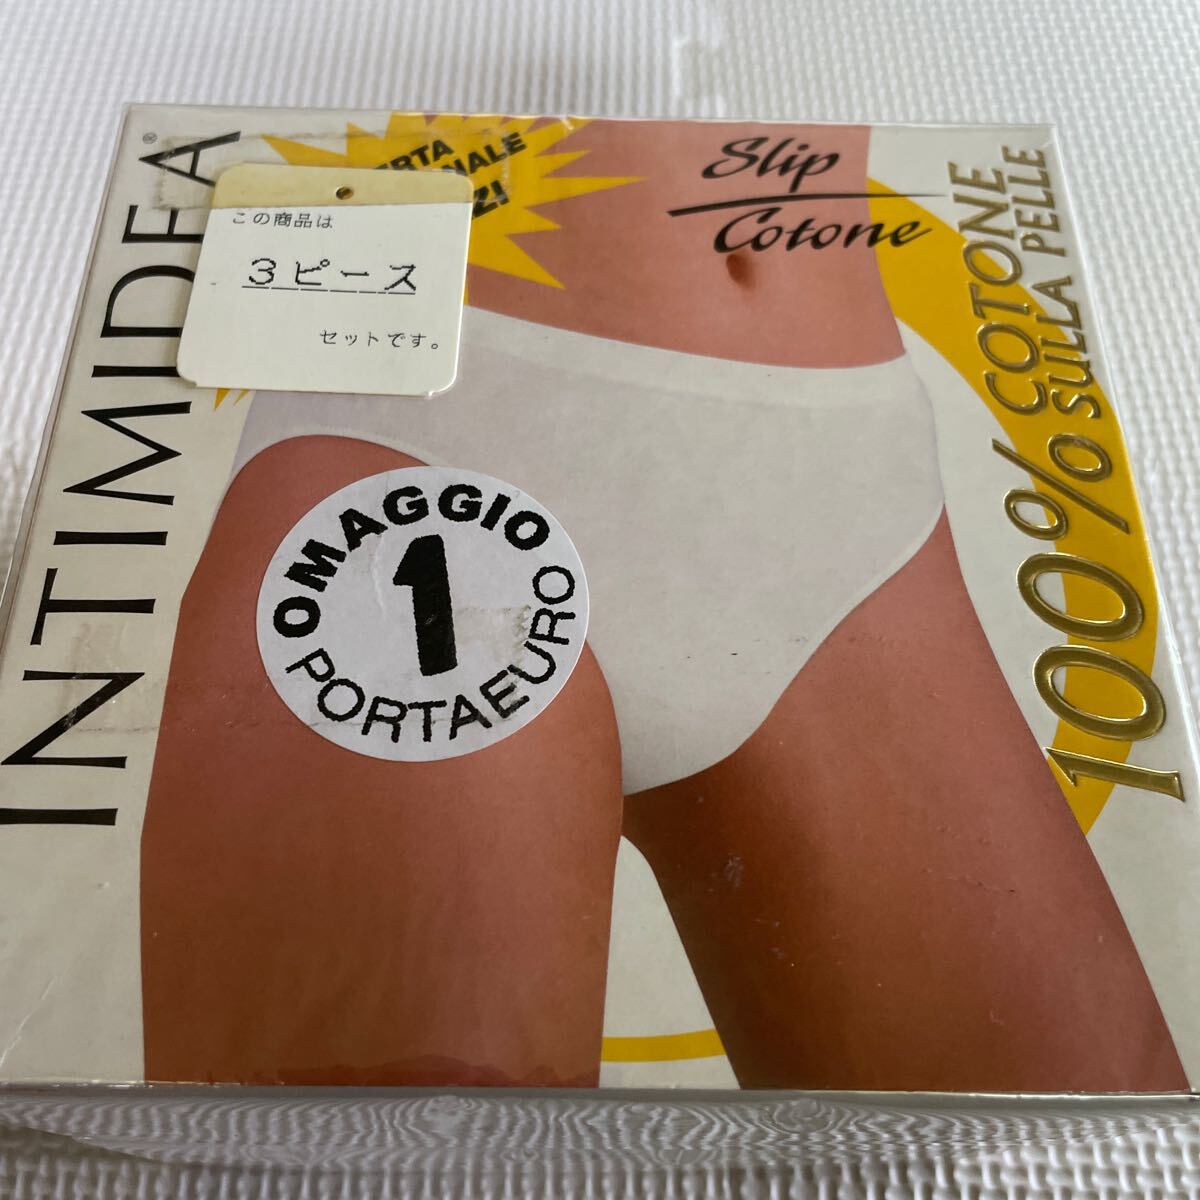 INTIMIDEA®
この商品は
3ピース
セットです。
Slip
Cotone
100% COTONE
SULLA PELLE
OMAGGIO
1
PORTAEURO